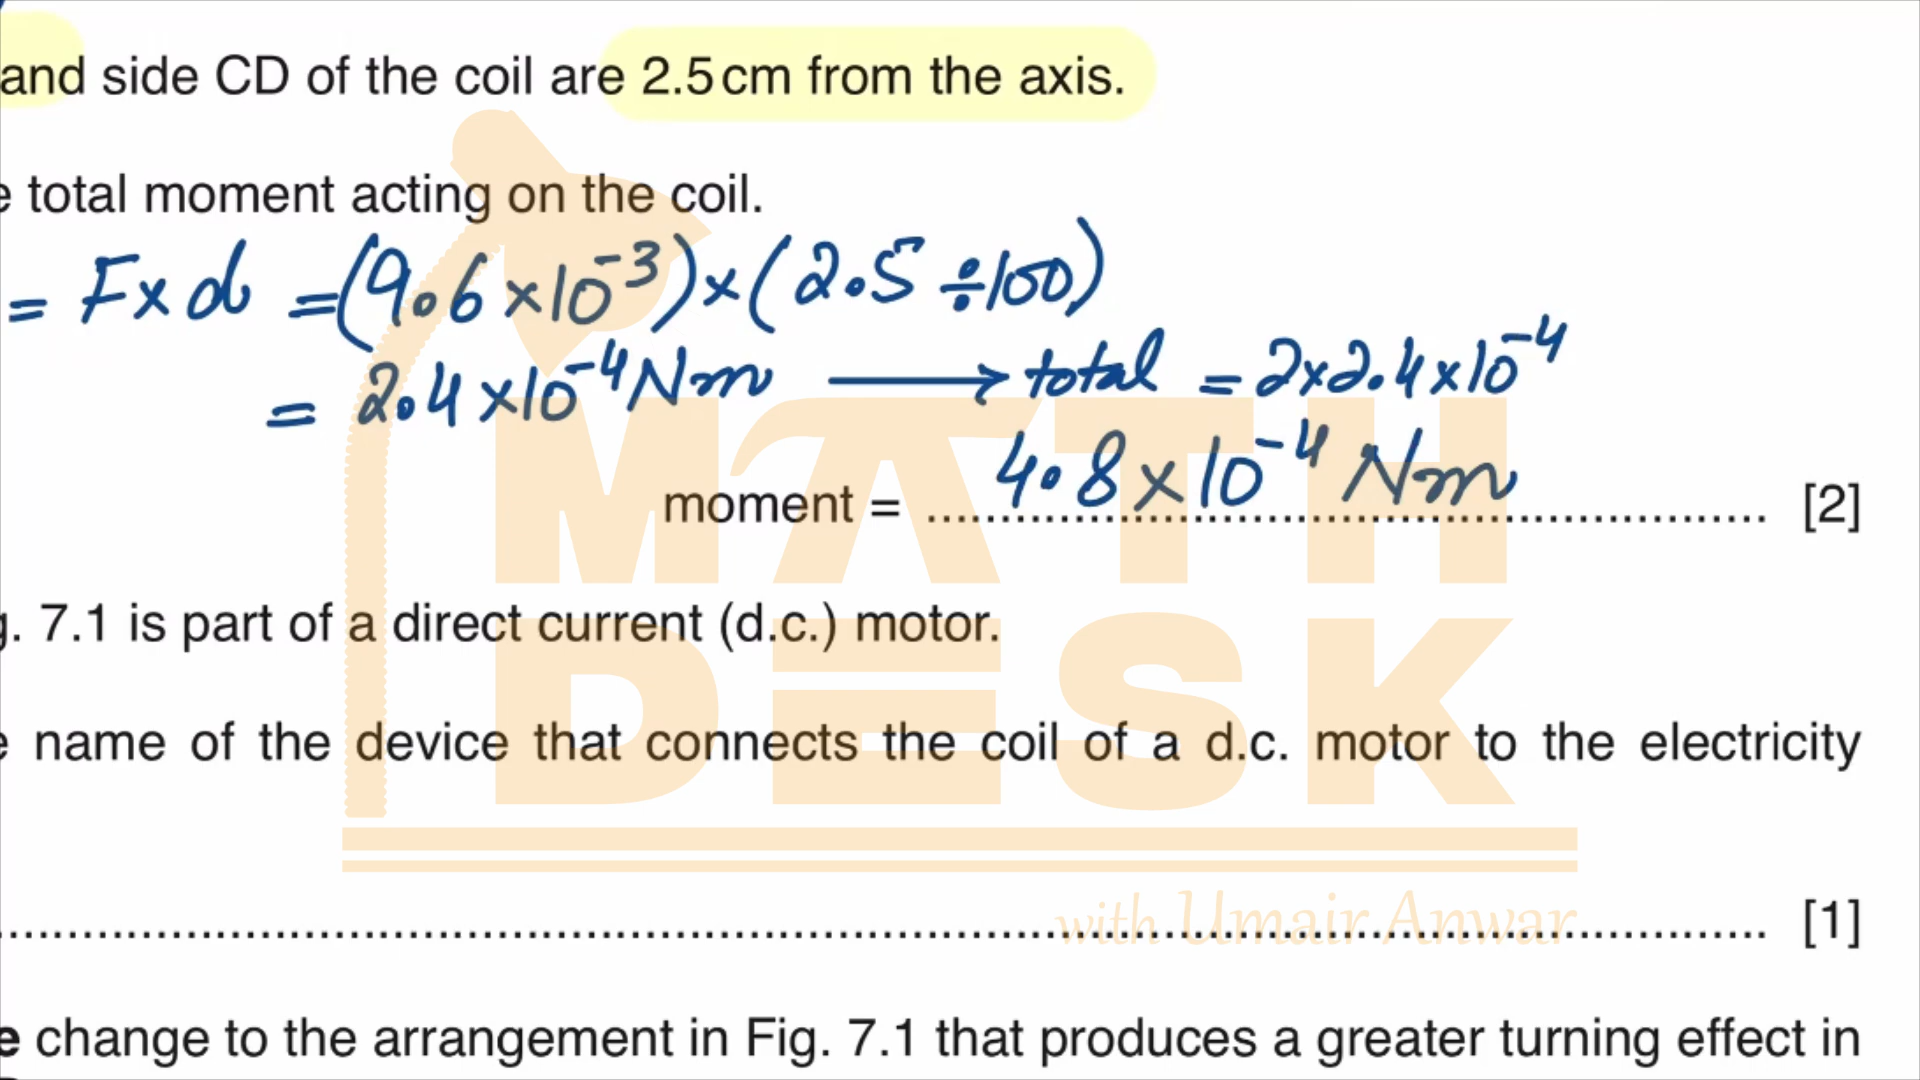 and side CD of the coil are 2.5 cm from the axis.
e total moment acting on the coil.
= F x d = (9.6 × 10⁻³) × (2.5 ÷ 100)
= 2.4 × 10⁻⁴ Nm ⟶ total = 2 × 2.4 × 10⁻⁴
4.8 × 10⁻⁴ Nm
moment = .......................................................... [2]
g. 7.1 is part of a direct current (d.c.) motor.
e name of the device that connects the coil of a d.c. motor to the electricity
.......................................................................................................................... [1]
e change to the arrangement in Fig. 7.1 that produces a greater turning effect in
MATH
DESK
with Umair Anwar